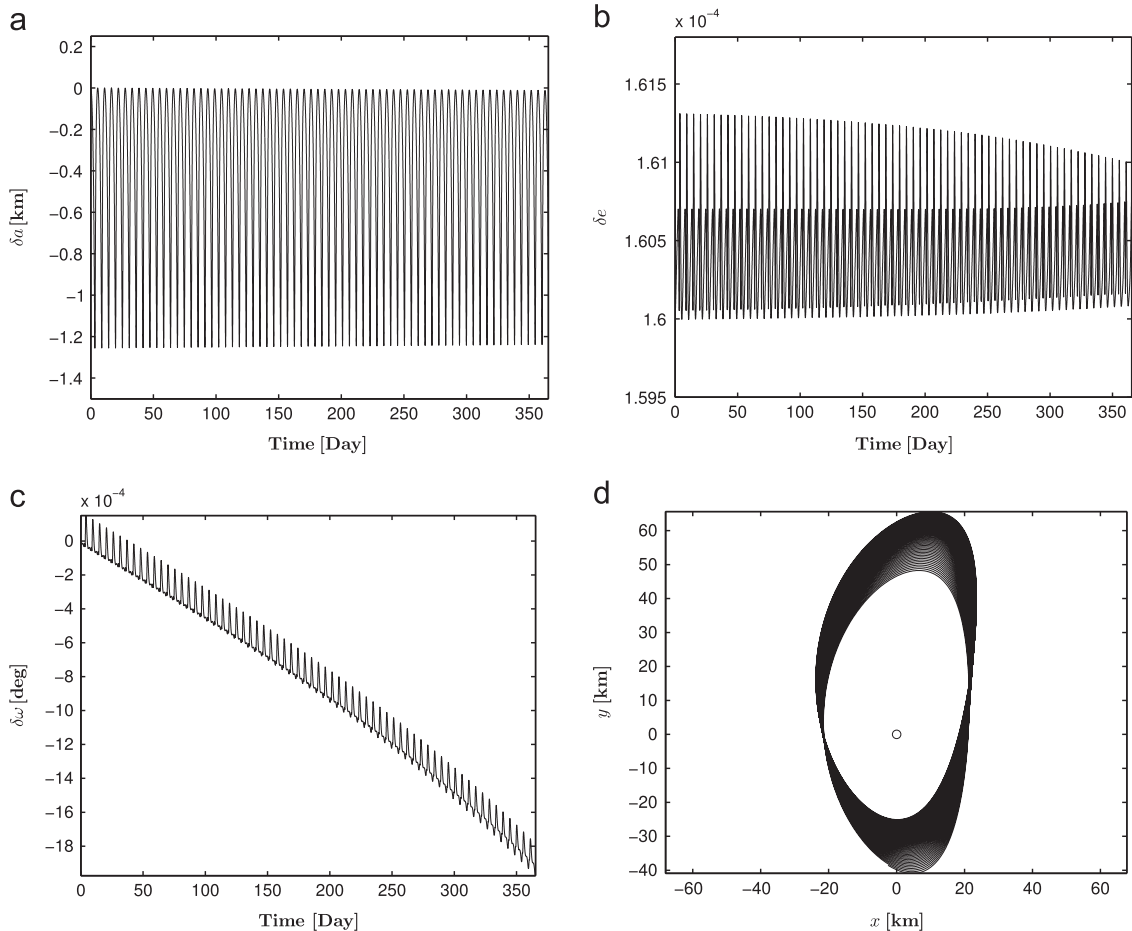 a
0.2
0
−0.2
−0.4
−0.6
−0.8
−1
−1.2
−1.4
δa [km]
0 50 100 150 200 250 300 350
Time [Day]
b
x 10⁻⁴
1.615
1.61
1.605
1.6
1.595
δe
0 50 100 150 200 250 300 350
Time [Day]
c
x 10⁻⁴
0
−2
−4
−6
−8
−10
−12
−14
−16
−18
δω [deg]
0 50 100 150 200 250 300 350
Time [Day]
d
60
50
40
30
20
10
0
−10
−20
−30
−40
y [km]
−60 −40 −20 0 20 40 60
x [km]